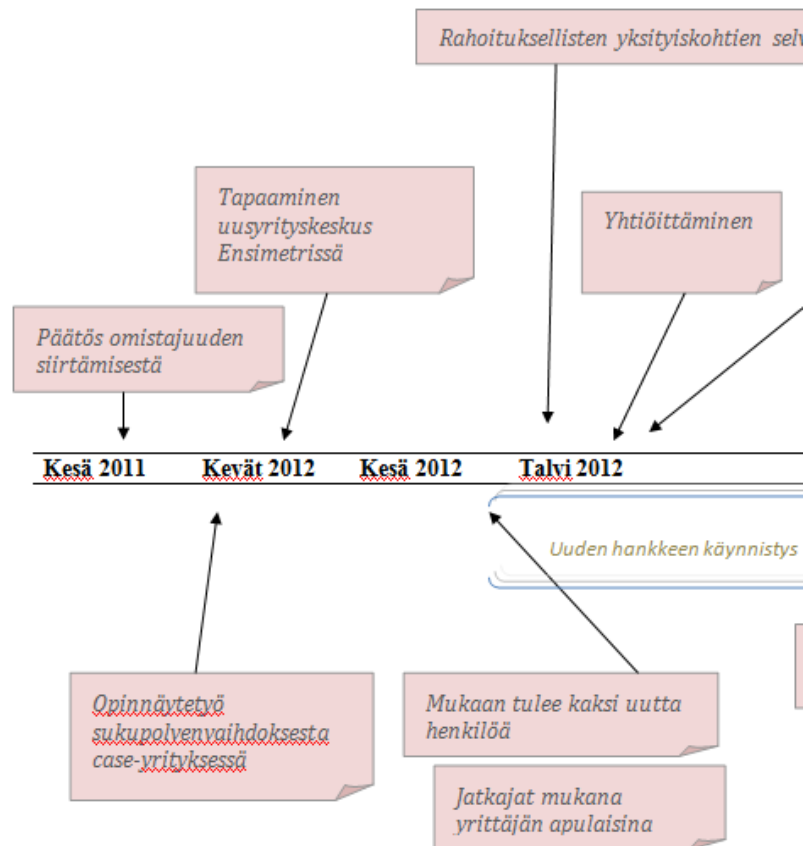 Rahoituksellisten yksityiskohtien
Tapaaminen
uusyrityskeskus
Ensimetrissä
Yhtiöittäminen
Päätös omistajuuden
siirtämisestä
Kesä 2011 Kevät 2012 Kesä 2012 Talvi 2012
Uuden hankkeen käynnistys
Opinnäytetyö
sukupolvenvaihdoksesta
case-yrityksessä
Mukaan tulee kaksi uutta
henkilöä
Jatkajat mukana
yrittäjän apulaisina